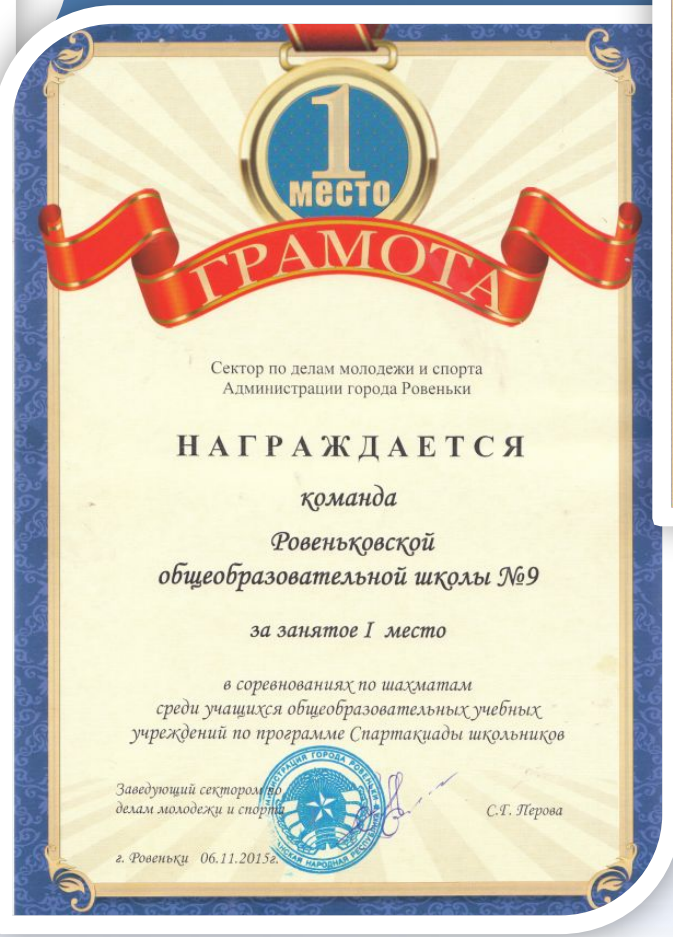 1
место
ГРАМОТА
Сектор по делам молодежи и спорта
Администрации города Ровеньки
НАГРАЖДАЕТСЯ
команда
Ровеньковской
общеобразовательной школы №9
за занятое I место
в соревнованиях по шахматам
среди учащихся общеобразовательных учебных
учреждений по программе Спартакиады школьников
Заведующий сектором по
делам молодежи и спорта
С.Г. Перова
г. Ровеньки 06.11.2015г.